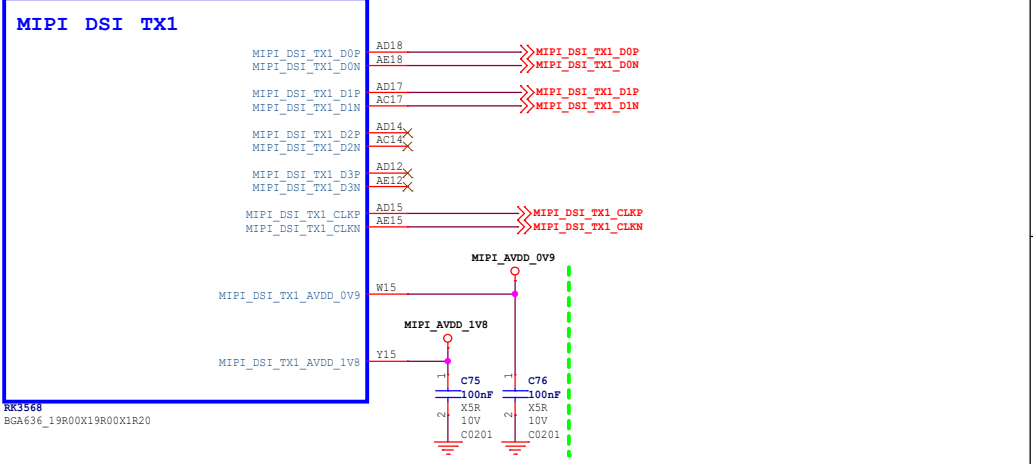 MIPI DSI TX1
MIPI_DSI_TX1_D0P AD18 MIPI_DSI_TX1_D0P
MIPI_DSI_TX1_D0N AE18 MIPI_DSI_TX1_D0N
MIPI_DSI_TX1_D1P AD17 MIPI_DSI_TX1_D1P
MIPI_DSI_TX1_D1N AC17 MIPI_DSI_TX1_D1N
MIPI_DSI_TX1_D2P AD14
MIPI_DSI_TX1_D2N AC14
MIPI_DSI_TX1_D3P AD12
MIPI_DSI_TX1_D3N AE12
MIPI_DSI_TX1_CLKP AD15 MIPI_DSI_TX1_CLKP
MIPI_DSI_TX1_CLKN AE15 MIPI_DSI_TX1_CLKN
MIPI_AVDD_0V9
MIPI_DSI_TX1_AVDD_0V9 W15
MIPI_AVDD_1V8
MIPI_DSI_TX1_AVDD_1V8 Y15
1 C75 1 C76
100nF 100nF
X5R X5R
2 10V 2 10V
C0201 C0201
RK3568
BGA636_19R00X19R00X1R20